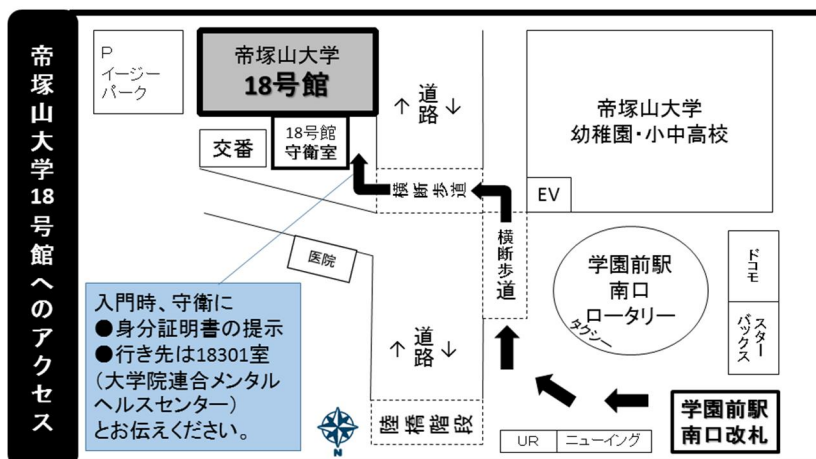 帝塚山大学18号館へのアクセス
P
イージー
パーク
帝塚山大学
18号館
↑道路↓
帝塚山大学
幼稚園・小中高校
交番
18号館
守衛室
横断歩道
EV
横断歩道
医院
学園前駅
南口
ロータリー
タクシー
ドコモ
スター
バックス
入門時、守衛に
●身分証明書の提示
●行き先は18301室
（大学院連合メンタル
ヘルスセンター）
とお伝えください。
↑道路↓
陸橋階段
N
UR
ニューイング
学園前駅
南口改札